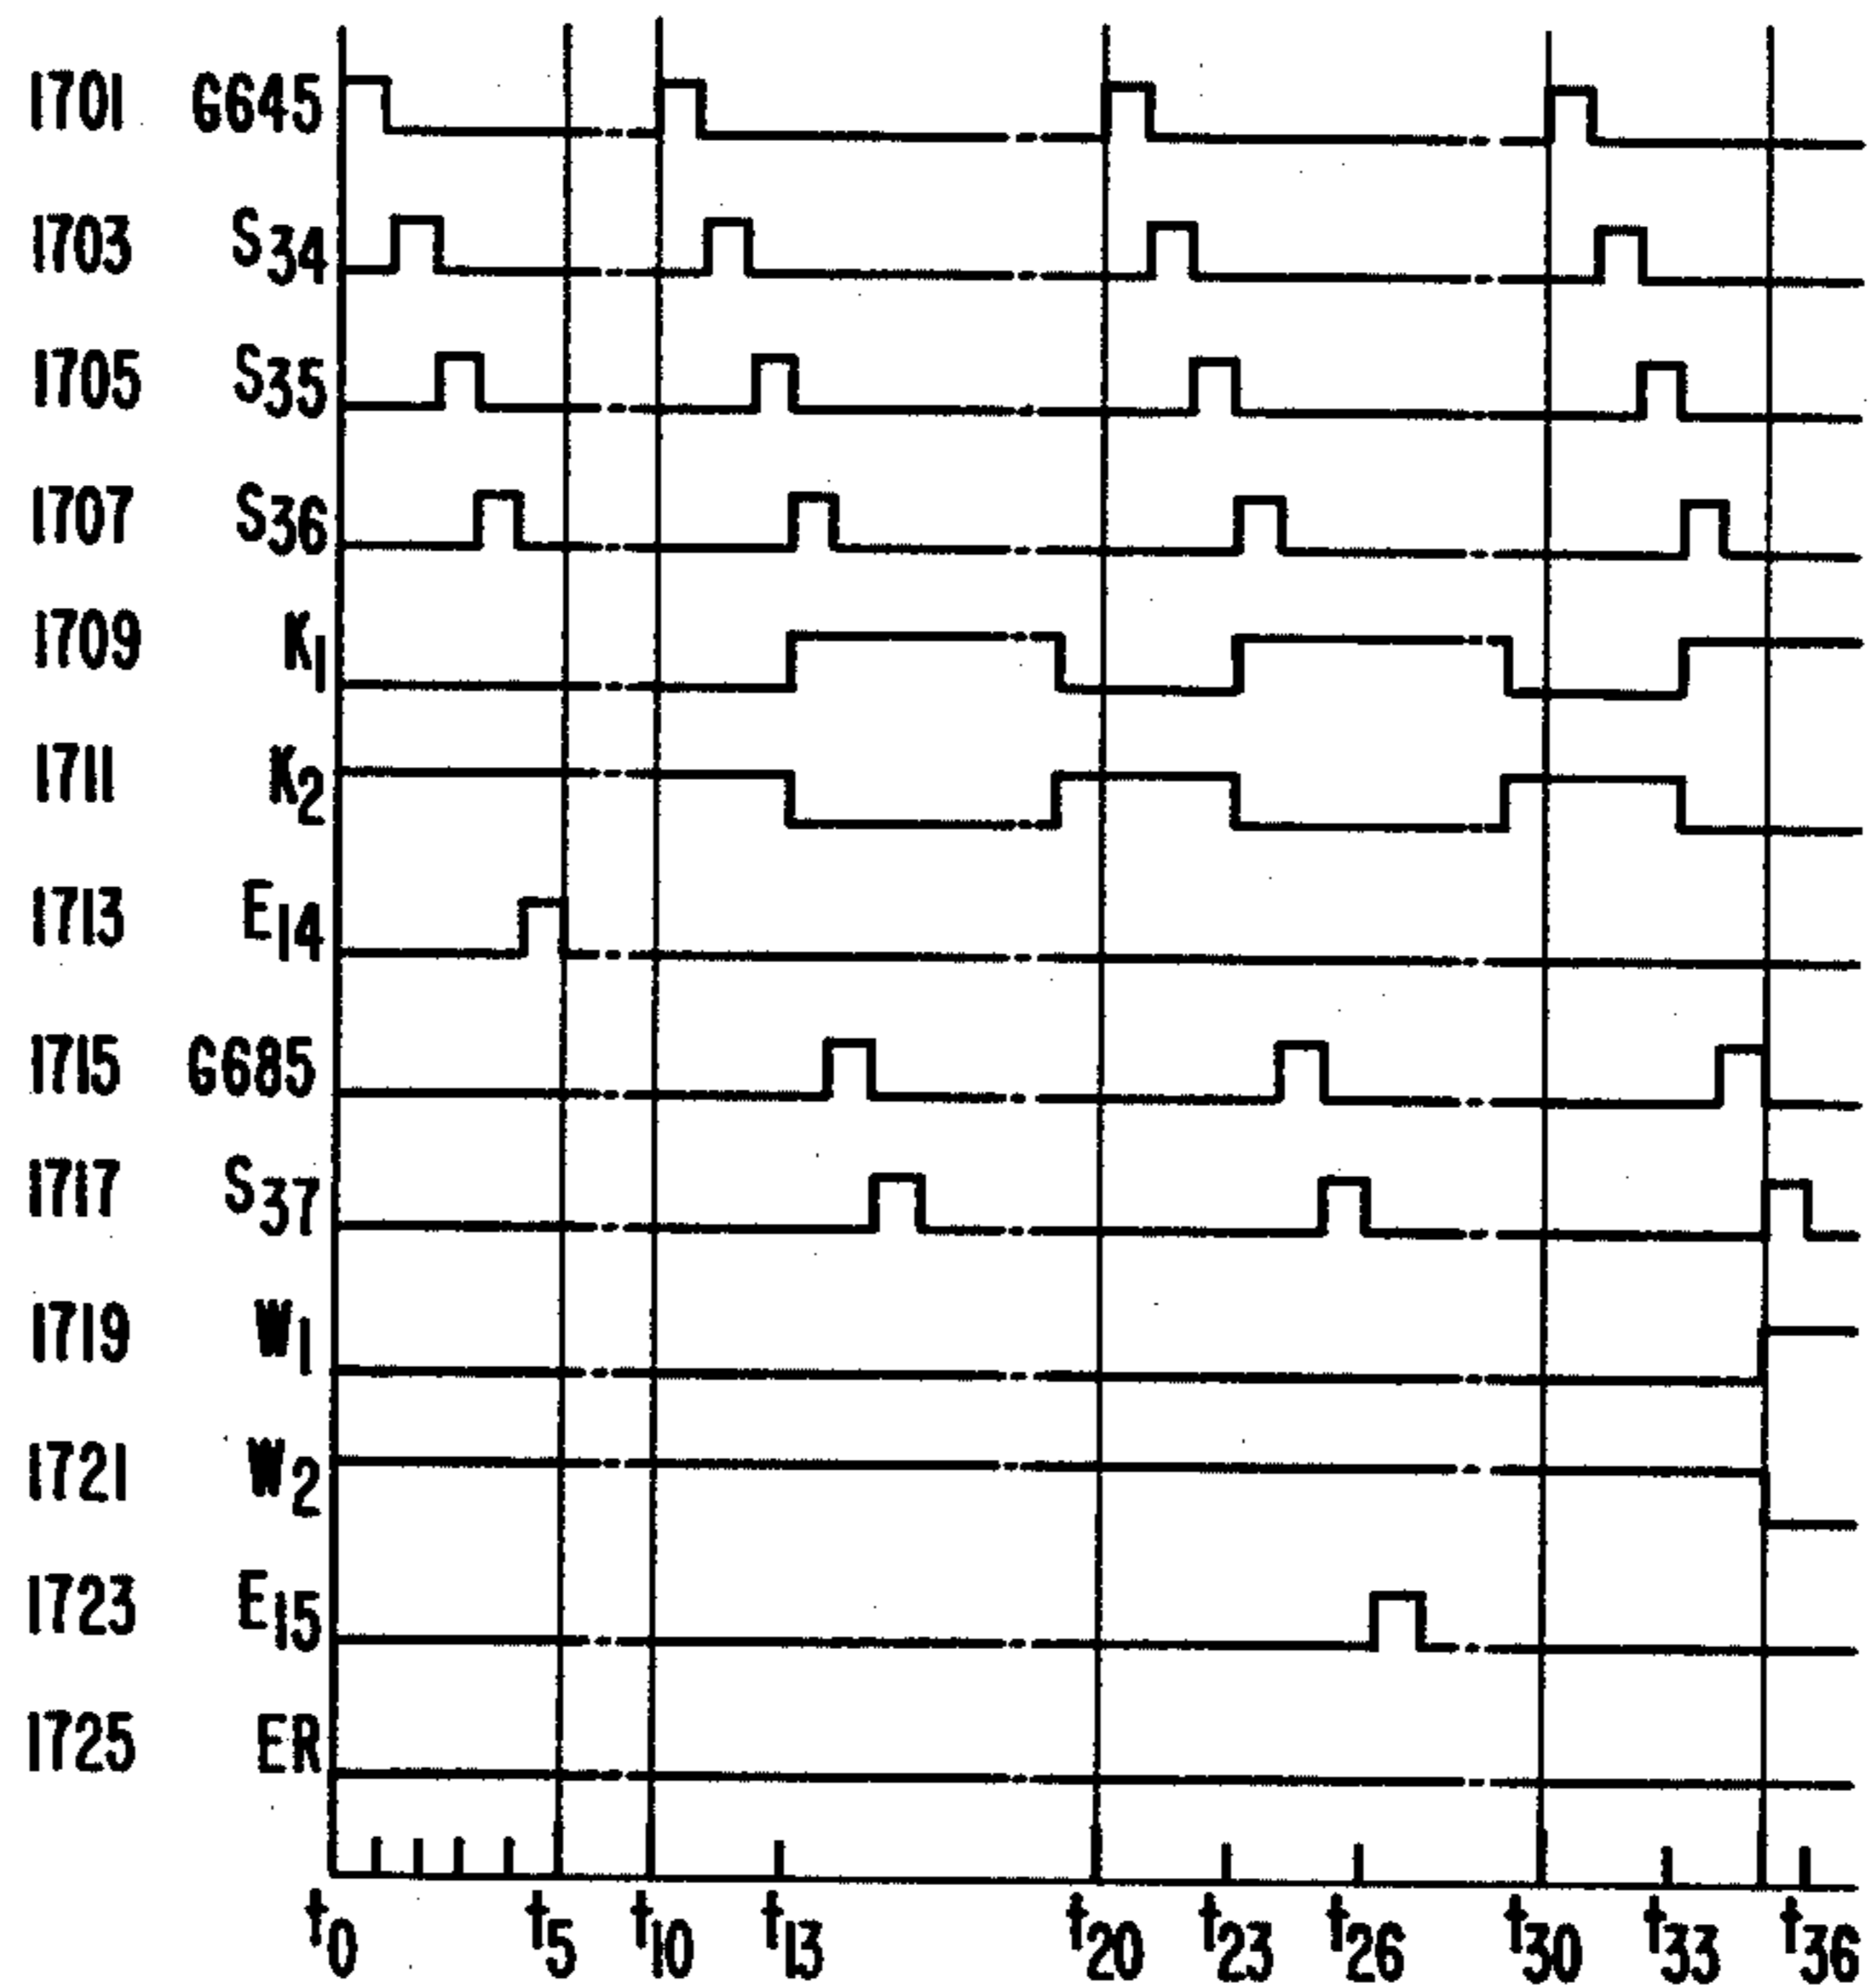 1701 G645
1703 S34
1705 S35
1707 S36
1709 K1
1711 K2
1713 E14
1715 G685
1717 S37
1719 W1
1721 W2
1723 E15
1725 ER
t0 t5 t10 t13 t20 t23 t26 t30 t33 t36